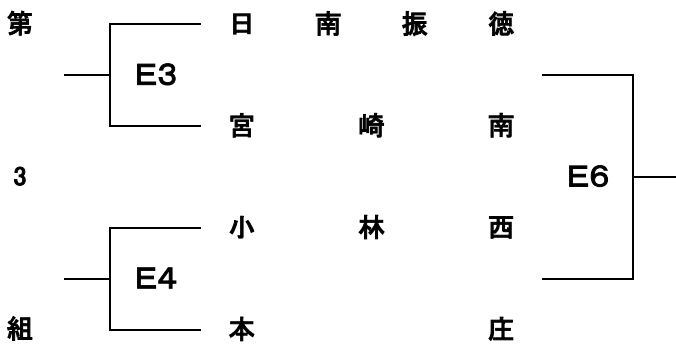 第 日南振徳
E3
宮崎南
3 E6
小林西
E4
組 本庄